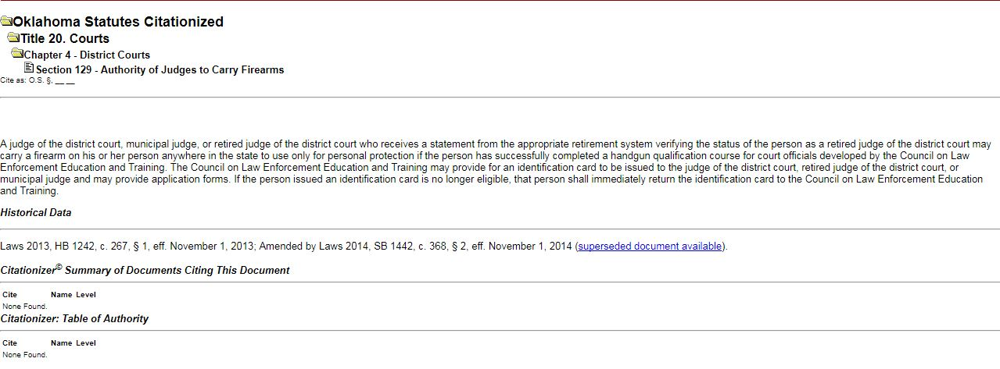 Oklahoma Statutes Citationized
Title 20. Courts
Chapter 4 - District Courts
Section 129 - Authority of Judges to Carry Firearms
Cite as: O.S. §, __ __
A judge of the district court, municipal judge, or retired judge of the district court who receives a statement from the appropriate retirement system verifying the status of the person as a retired judge of the district court may
carry a firearm on his or her person anywhere in the state to use only for personal protection if the person has successfully completed a handgun qualification course for court officials developed by the Council on Law
Enforcement Education and Training. The Council on Law Enforcement Education and Training may provide for an identification card to be issued to the judge of the district court, retired judge of the district court, or
municipal judge and may provide application forms. If the person issued an identification card is no longer eligible, that person shall immediately return the identification card to the Council on Law Enforcement Education
and Training.
Historical Data
Laws 2013, HB 1242, c. 267, § 1, eff. November 1, 2013; Amended by Laws 2014, SB 1442, c. 368, § 2, eff. November 1, 2014 (superseded document available).
Citationizer© Summary of Documents Citing This Document
Cite Name Level
None Found.
Citationizer: Table of Authority
Cite Name Level
None Found.